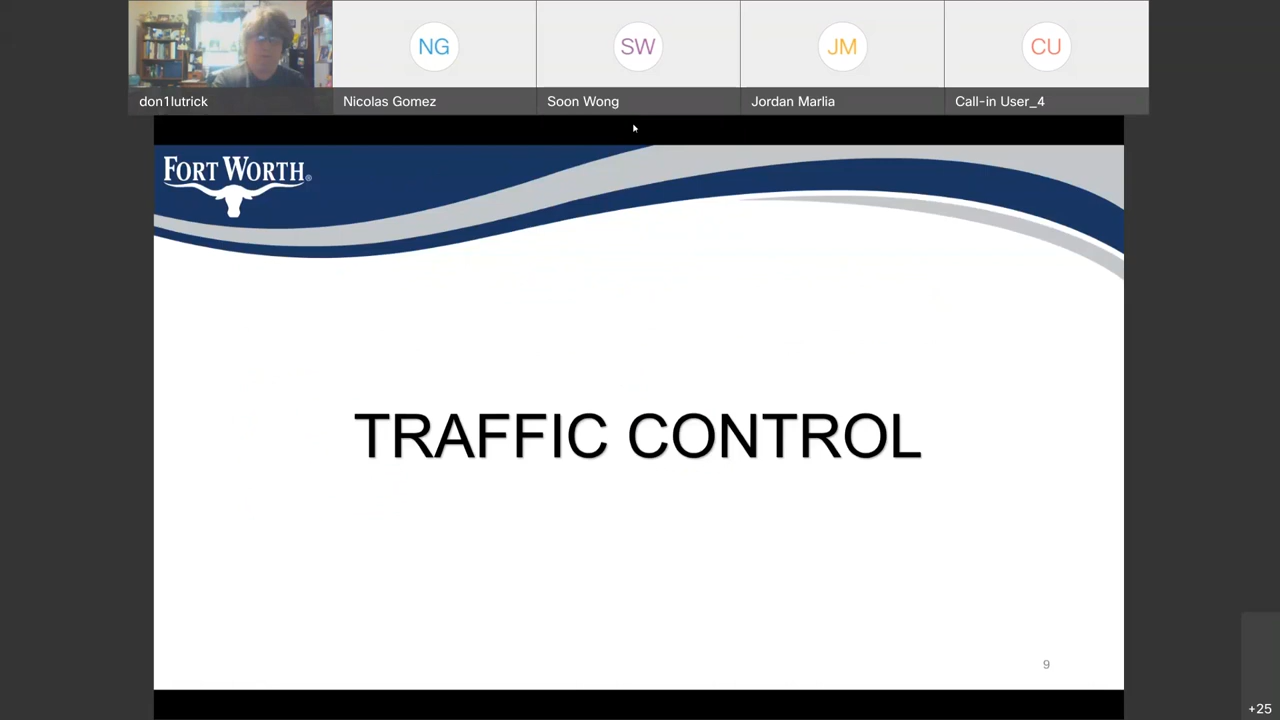 NG
SW
JM
CU
don1lutrick
Nicolas Gomez
Soon Wong
Jordan Marlia
Call-in User_4
FORT WORTH®
TRAFFIC CONTROL
9
+25